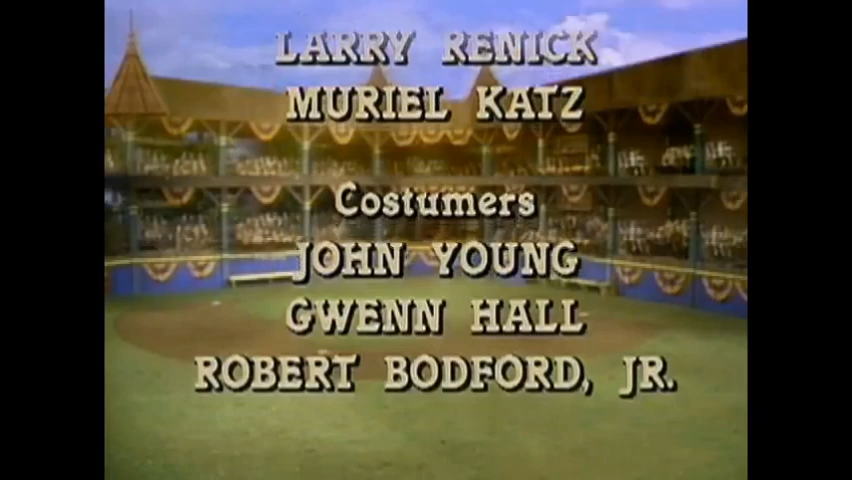 LARRY RENICK
MURIEL KATZ
Costumers
JOHN YOUNG
GWENN HALL
ROBERT BODFORD, JR.